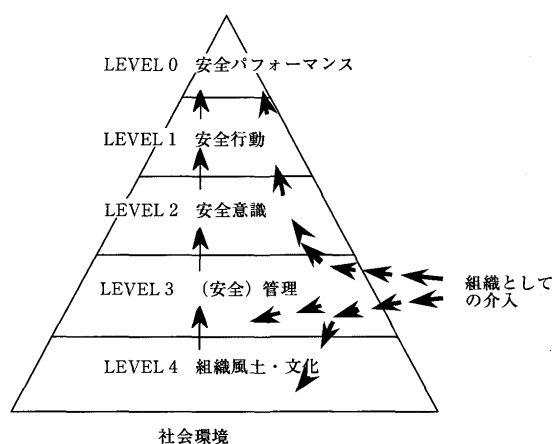 LEVEL 0 安全パフォーマンス
LEVEL 1 安全行動
LEVEL 2 安全意識
LEVEL 3 （安全）管理
組織として
の介入
LEVEL 4 組織風土・文化
社会環境